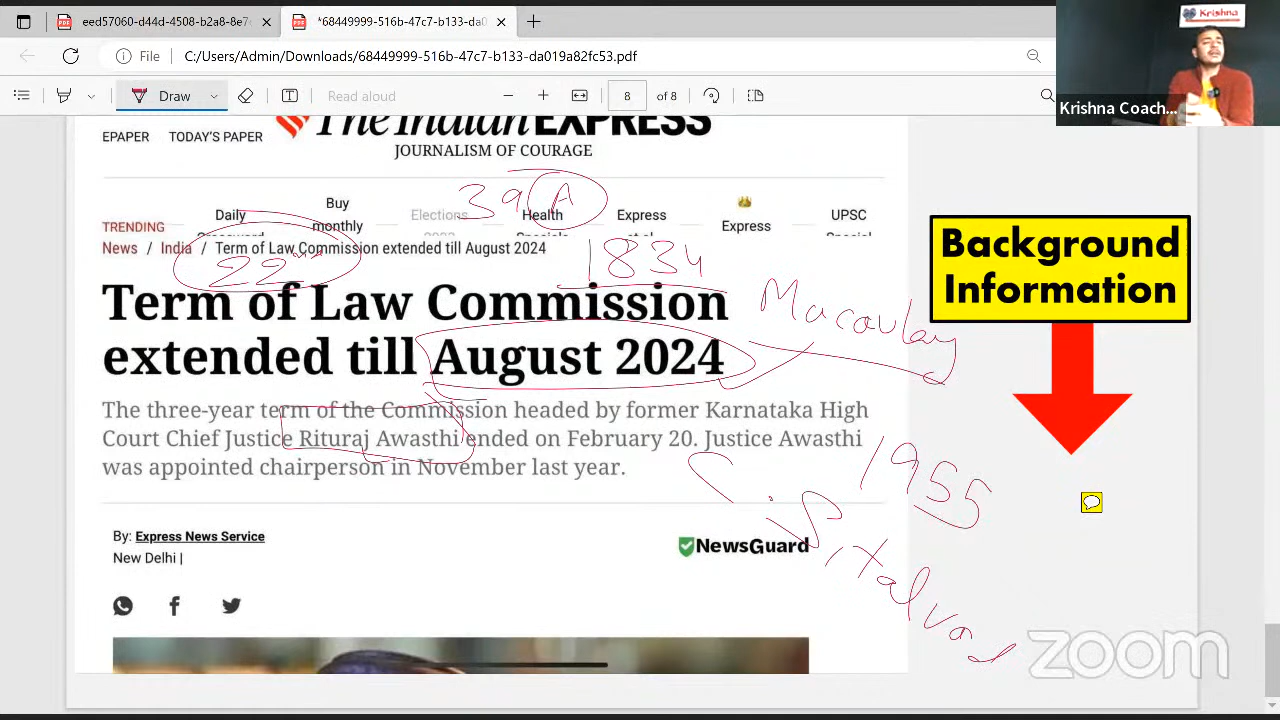 eed57060-d44d-4508-b2a8-8e7
*68449999-516b-47c7-b133-dc
File
C:/Users/Admin/Downloads/68449999-516b-47c7-b133-cda019a82f53.pdf
Draw
Read aloud
8 of 8
Krishna
Krishna Coach...
EPAPER TODAY'S PAPER
The Indian EXPRESS
JOURNALISM OF COURAGE
39 A
TRENDING
Daily
Buy monthly
Elections
Health
Express
Express
UPSC
News / India / Term of Law Commission extended till August 2024
22nd
1834
Term of Law Commission
extended till August 2024
Macaulay
Background
Information
The three-year term of the Commission headed by former Karnataka High
Court Chief Justice Rituraj Awasthi ended on February 20. Justice Awasthi
was appointed chairperson in November last year.
1955
Sitalvad
By: Express News Service
New Delhi |
NewsGuard
zoom